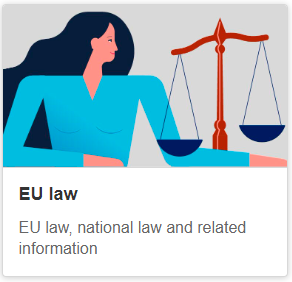 EU law
EU law, national law and related
information